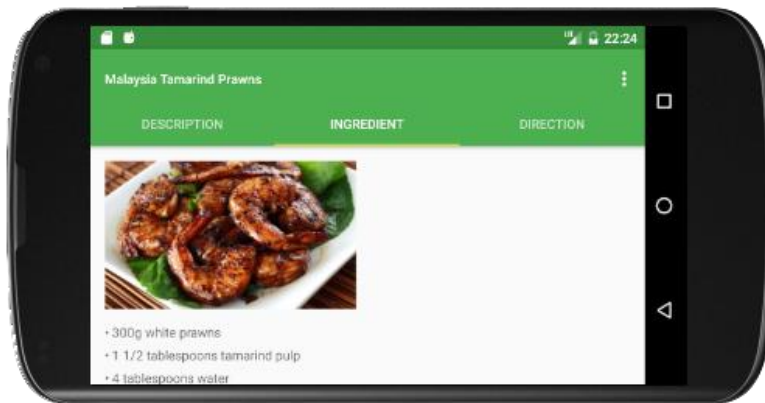 22:24
Malaysia Tamarind Prawns
DESCRIPTION INGREDIENT DIRECTION
• 300g white prawns
• 1 1/2 tablespoons tamarind pulp
• 4 tablespoons water